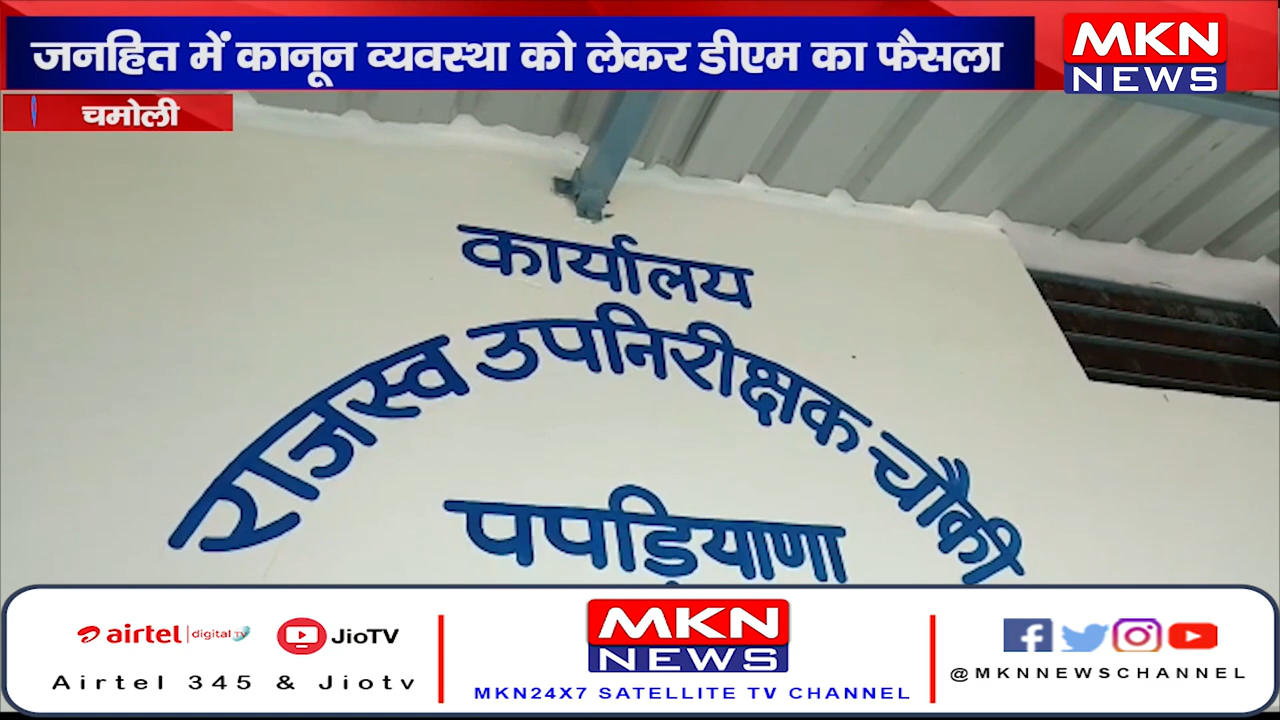 जनहित में कानून व्यवस्था को लेकर डीएम का फैसला
MKN
NEWS
चमोली
कार्यालय
राजस्व उपनिरीक्षक चौकी
पपड़ियाणा
airtel digital TV
JioTV
Airtel 345 & Jiotv
MKN
NEWS
MKN24X7 SATELLITE TV CHANNEL
@MKNNEWSCHANNEL